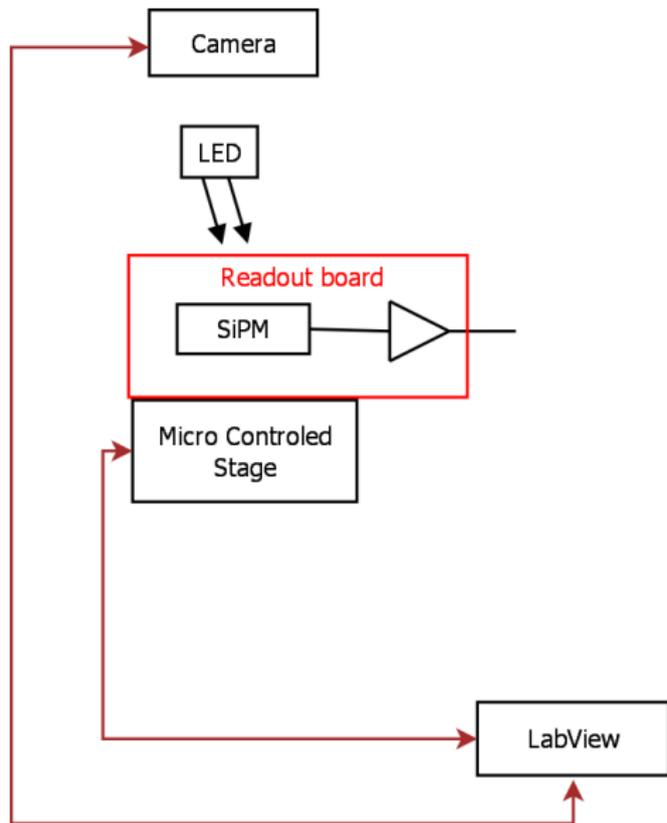 Camera
LED
Readout board
SiPM
Micro Controled
Stage
LabView